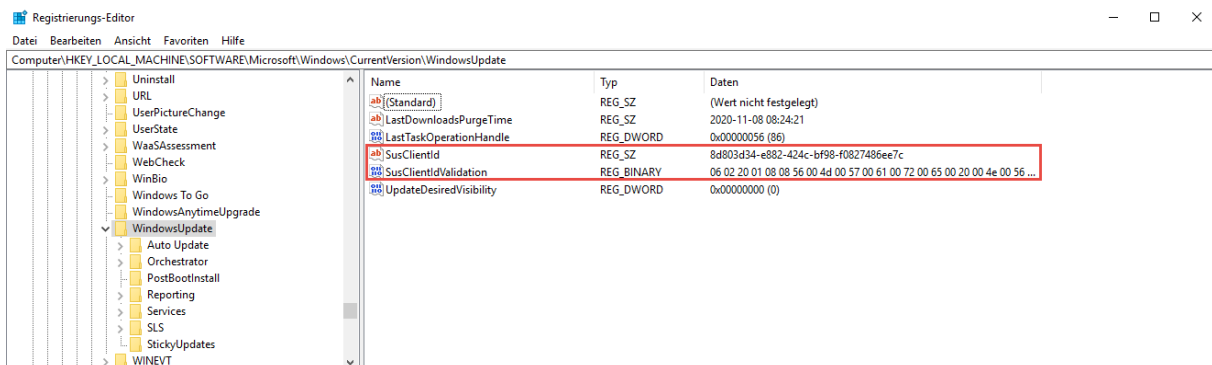 Registrierungs-Editor
Datei Bearbeiten Ansicht Favoriten Hilfe
Computer\HKEY_LOCAL_MACHINE\SOFTWARE\Microsoft\Windows\CurrentVersion\WindowsUpdate
Uninstall
URL
UserPictureChange
UserState
WaaSAssessment
WebCheck
WinBio
Windows To Go
WindowsAnytimeUpgrade
WindowsUpdate
Auto Update
Orchestrator
PostBootInstall
Reporting
Services
SLS
StickyUpdates
WINEVT
Name Typ Daten
(Standard) REG_SZ (Wert nicht festgelegt)
LastDownloadsPurgeTime REG_SZ 2020-11-08 08:24:21
LastTaskOperationHandle REG_DWORD 0x00000056 (86)
SusClientId REG_SZ 8d803d34-e882-424c-bf98-f0827486ee7c
SusClientIdValidation REG_BINARY 06 02 20 01 08 08 56 00 4d 00 57 00 61 00 72 00 65 00 20 00 4e 00 56 ...
UpdateDesiredVisibility REG_DWORD 0x00000000 (0)